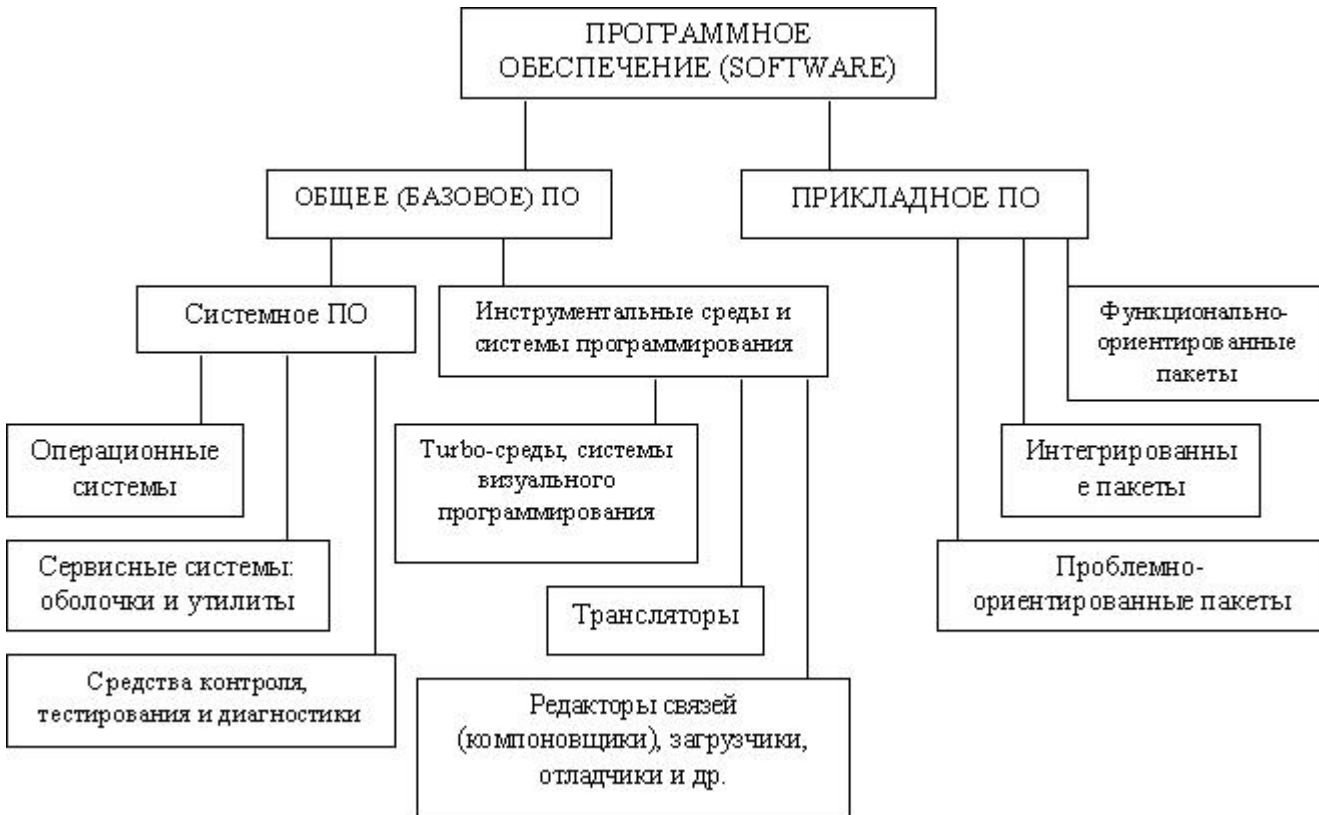 ПРОГРАММНОЕ
ОБЕСПЕЧЕНИЕ (SOFTWARE)
ОБЩЕЕ (БАЗОВОЕ) ПО
ПРИКЛАДНОЕ ПО
Системное ПО
Инструментальные среды и
системы программирования
Функционально-
ориентированные
пакеты
Операционные
системы
Turbo-среды, системы
визуального
программирования
Интегрированны
е пакеты
Сервисные системы:
оболочки и утилиты
Проблемно-
ориентированные пакеты
Трансляторы
Средства контроля,
тестирования и диагностики
Редакторы связей
(компоновщики), загрузчики,
отладчики и др.